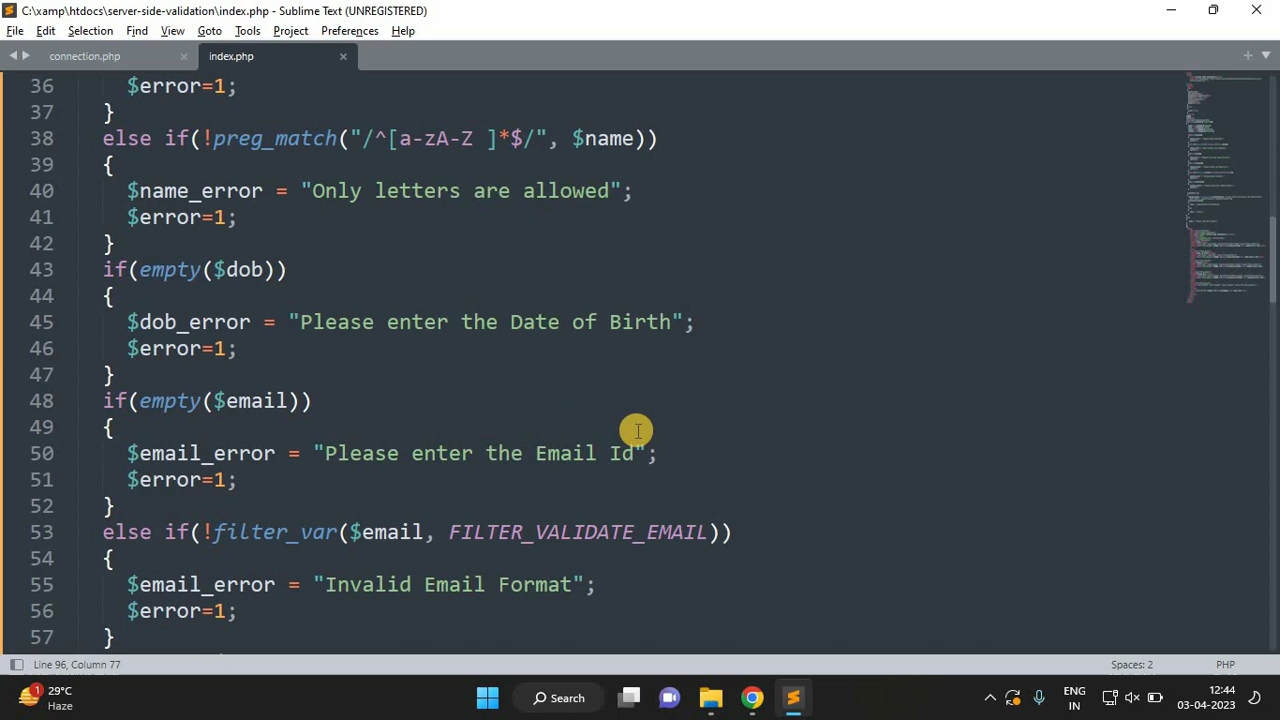 C:\xamp\htdocs\server-side-validation\index.php - Sublime Text (UNREGISTERED)
File Edit Selection Find View Goto Tools Project Preferences Help
connection.php × index.php ×
36 $error=1;
37 }
38 else if(!preg_match("/^[a-zA-Z ]*$/", $name))
39 {
40 $name_error = "Only letters are allowed";
41 $error=1;
42 }
43 if(empty($dob))
44 {
45 $dob_error = "Please enter the Date of Birth";
46 $error=1;
47 }
48 if(empty($email))
49 {
50 $email_error = "Please enter the Email Id";
51 $error=1;
52 }
53 else if(!filter_var($email, FILTER_VALIDATE_EMAIL))
54 {
55 $email_error = "Invalid Email Format";
56 $error=1;
57 }
Line 96, Column 77 Spaces: 2 PHP
1 29°C
Haze
Search
ENG
IN
12:44
03-04-2023